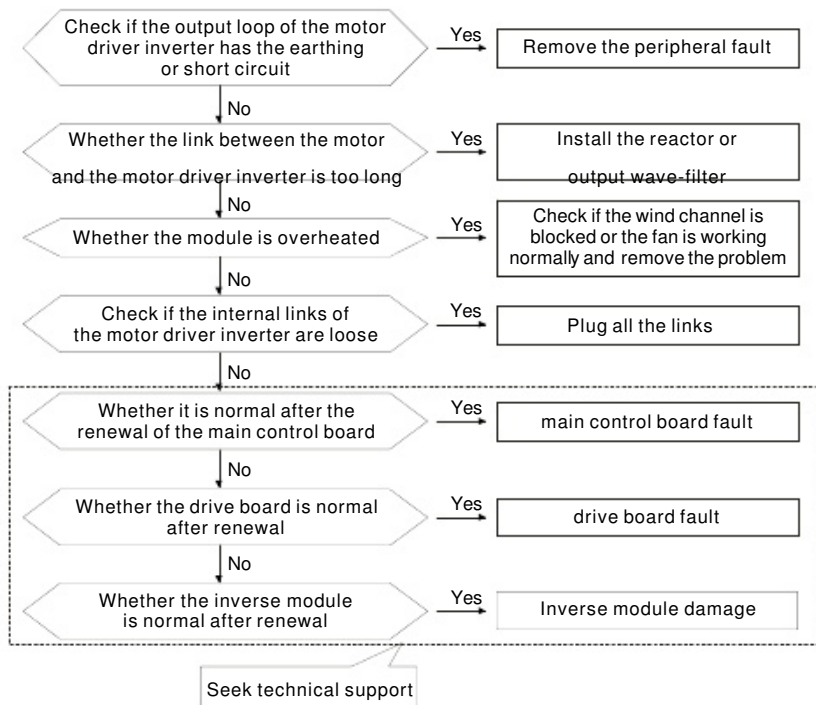 Check if the output loop of the motor
driver inverter has the earthing
or short circuit
Yes
Remove the peripheral fault
No
Whether the link between the motor
and the motor driver inverter is too long
Yes
Install the reactor or
output wave-filter
No
Whether the module is overheated
Yes
Check if the wind channel is
blocked or the fan is working
normally and remove the problem
No
Check if the internal links of
the motor driver inverter are loose
Yes
Plug all the links
No
Whether it is normal after the
renewal of the main control board
Yes
main control board fault
No
Whether the drive board is normal
after renewal
Yes
drive board fault
No
Whether the inverse module
is normal after renewal
Yes
Inverse module damage
Seek technical support